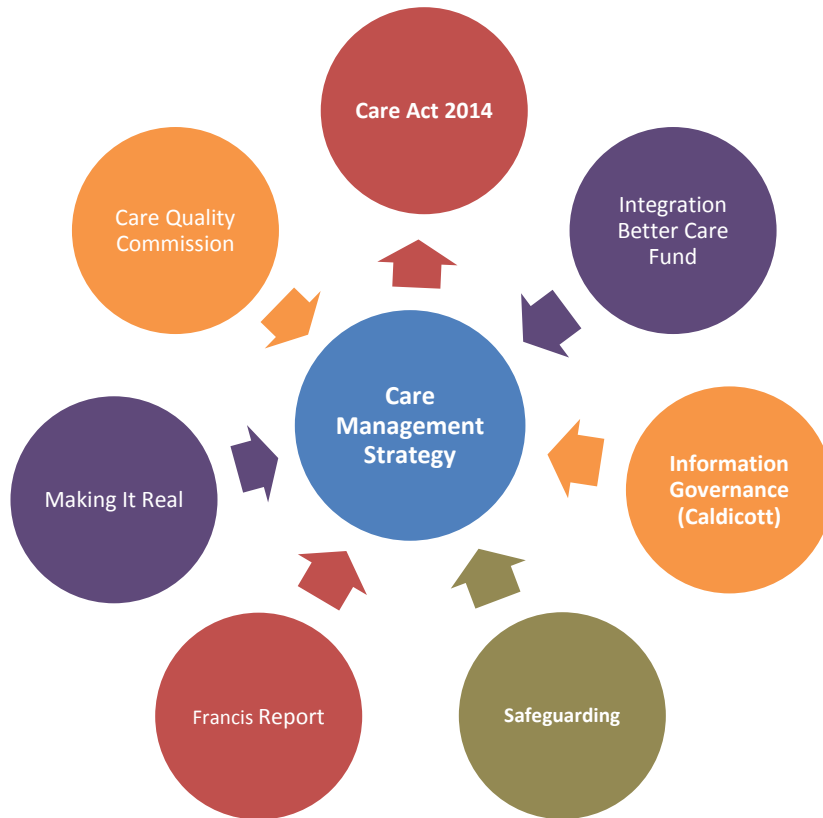 Care Act 2014
Care Quality
Commission
Integration
Better Care
Fund
Care
Management
Strategy
Information
Governance
(Caldicott)
Making It Real
Francis Report
Safeguarding